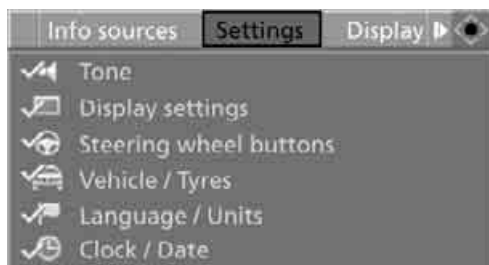 Info sources Settings Display
Tone
Display settings
Steering wheel buttons
Vehicle / Tyres
Language / Units
Clock / Date